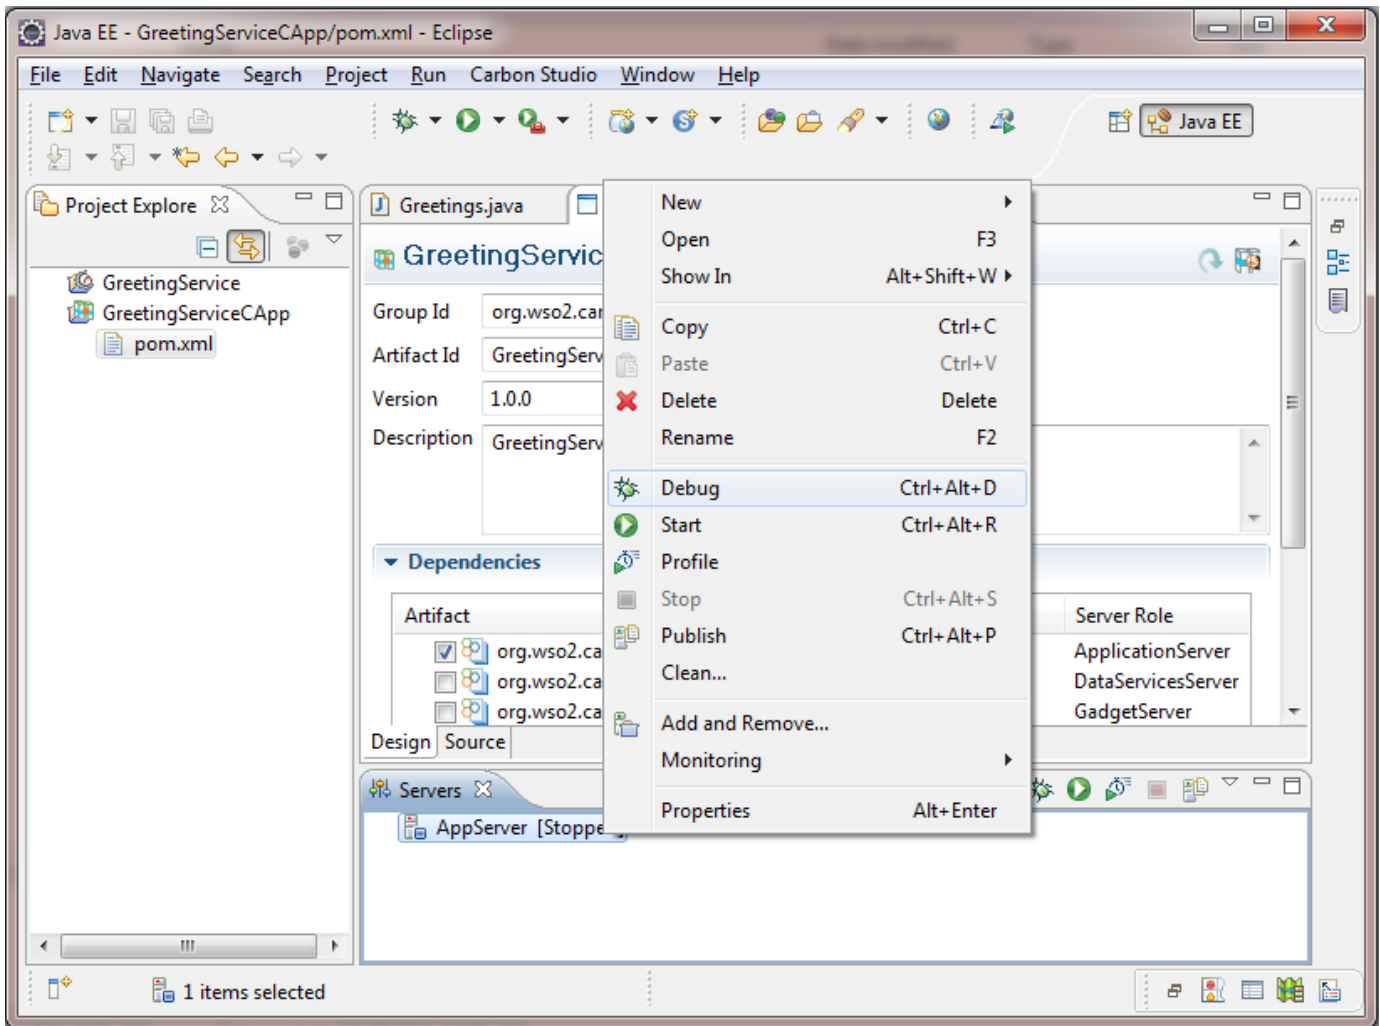 Java EE - GreetingServiceCApp/pom.xml - Eclipse
File Edit Navigate Search Project Run Carbon Studio Window Help
Java EE
Project Explore
GreetingService
GreetingServiceCApp
pom.xml
Greetings.java
GreetingServic
Group Id org.wso2.car
Artifact Id GreetingServ
Version 1.0.0
Description GreetingServ
Dependencies
Artifact Server Role
org.wso2.ca ApplicationServer
org.wso2.ca DataServicesServer
org.wso2.ca GadgetServer
Design Source
New
Open F3
Show In Alt+Shift+W
Copy Ctrl+C
Paste Ctrl+V
Delete Delete
Rename F2
Debug Ctrl+Alt+D
Start Ctrl+Alt+R
Profile
Stop Ctrl+Alt+S
Publish Ctrl+Alt+P
Clean...
Add and Remove...
Monitoring
Properties Alt+Enter
Servers
AppServer [Stoppe
1 items selected